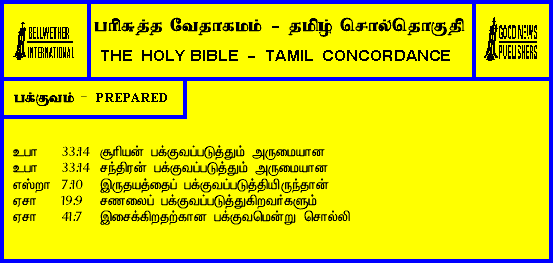 BELLWETHER
INTERNATIONAL
பரிசுத்த வேதாகமம் - தமிழ் சொல்தொகுதி
THE HOLY BIBLE - TAMIL CONCORDANCE
GOOD NEWS
PUBLISHERS
பக்குவம் - PREPARED
உபா 33:14 சூரியன் பக்குவப்படுத்தும் அருமையான
உபா 33:14 சந்திரன் பக்குவப்படுத்தும் அருமையான
எஸ்றா 7:10 இருதயத்தைப் பக்குவப்படுத்தியிருந்தான்
ஏசா 19:9 சணலைப் பக்குவப்படுத்துகிறவர்களும்
ஏசா 41:7 இசைக்கிறதற்கான பக்குவமென்று சொல்லி